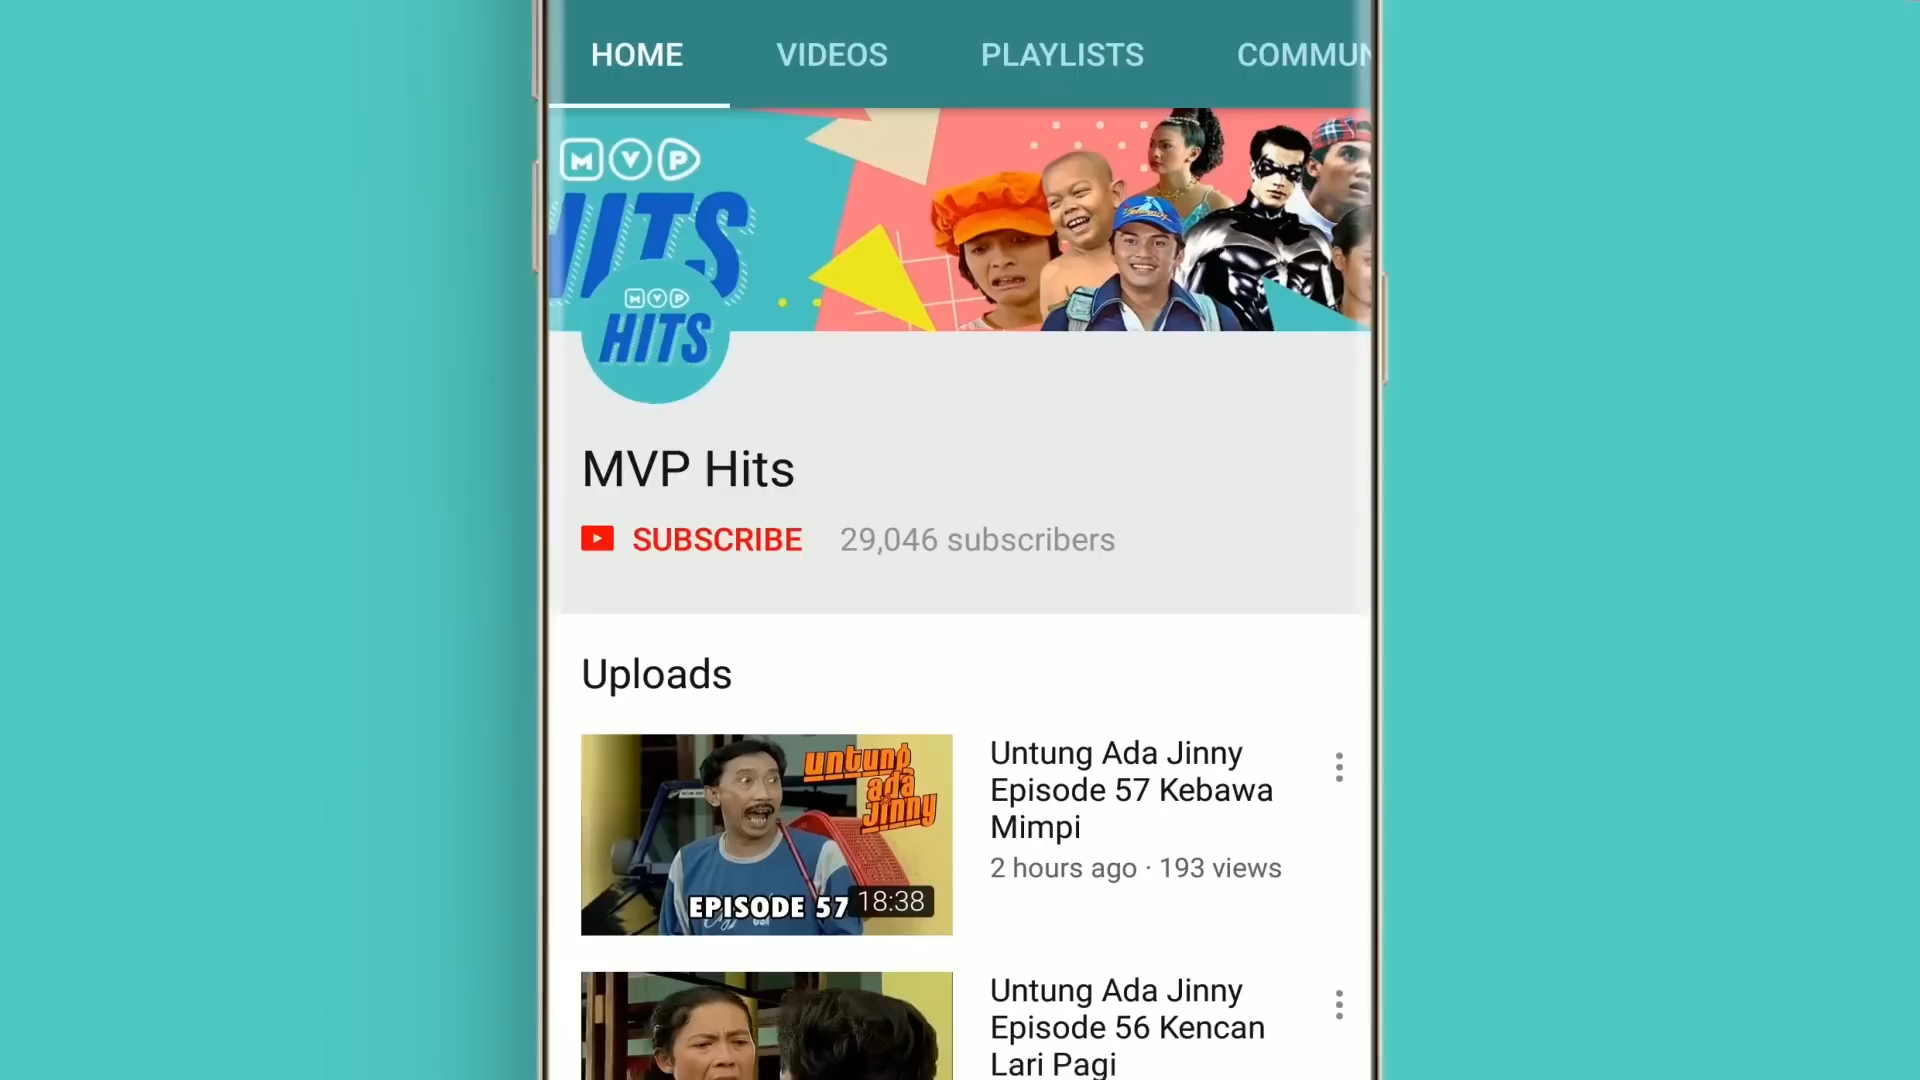 HOME VIDEOS PLAYLISTS COMMUN
MVP
HITS
MVP
HITS
MVP Hits
SUBSCRIBE 29,046 subscribers
Uploads
untung
ada
jinny
EPISODE 57
18:38
Untung Ada Jinny
Episode 57 Kebawa
Mimpi
2 hours ago · 193 views
Untung Ada Jinny
Episode 56 Kencan
Lari Pagi